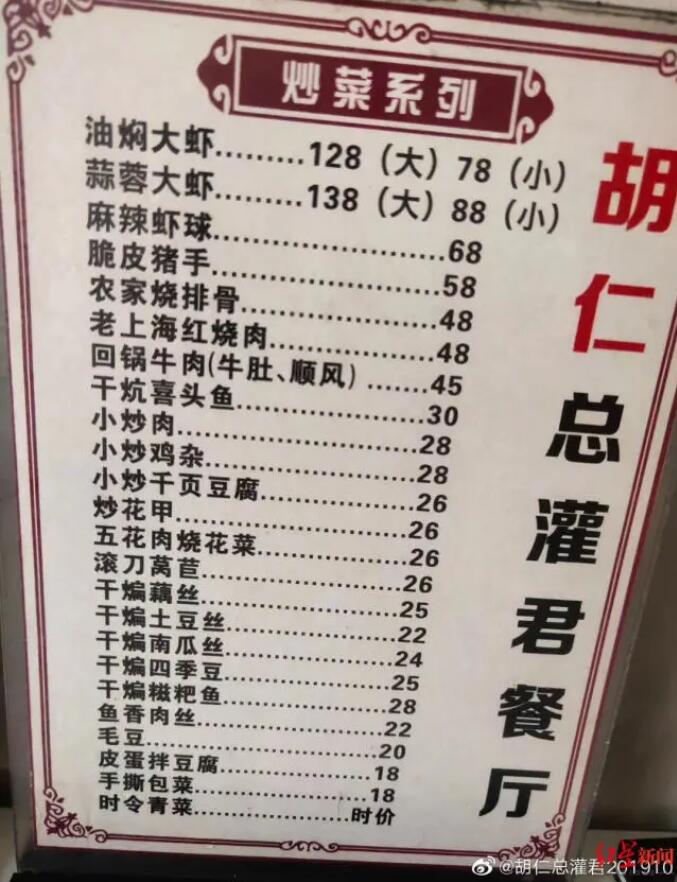 炒菜系列
油焖大虾.........128（大）78（小）
蒜蓉大虾.........138（大）88（小）
麻辣虾球........................68
脆皮猪手........................58
农家烧排骨.....................48
老上海红烧肉..................48
回锅牛肉(牛肚、顺风) .......45
干炕喜头鱼.....................30
小炒肉...........................28
小炒鸡杂........................28
小炒千页豆腐..................26
炒花甲...........................26
五花肉烧花菜..................26
滚刀莴苣........................26
干煸藕丝........................25
干煸土豆丝.....................22
干煸南瓜丝.....................24
干煸四季豆.....................25
干煸糍粑鱼.....................28
鱼香肉丝........................22
毛豆..............................20
皮蛋拌豆腐.....................18
手撕包菜........................18
时令青菜........................时价
胡仁总灌君餐厅
红星新闻
@胡仁总灌君201910